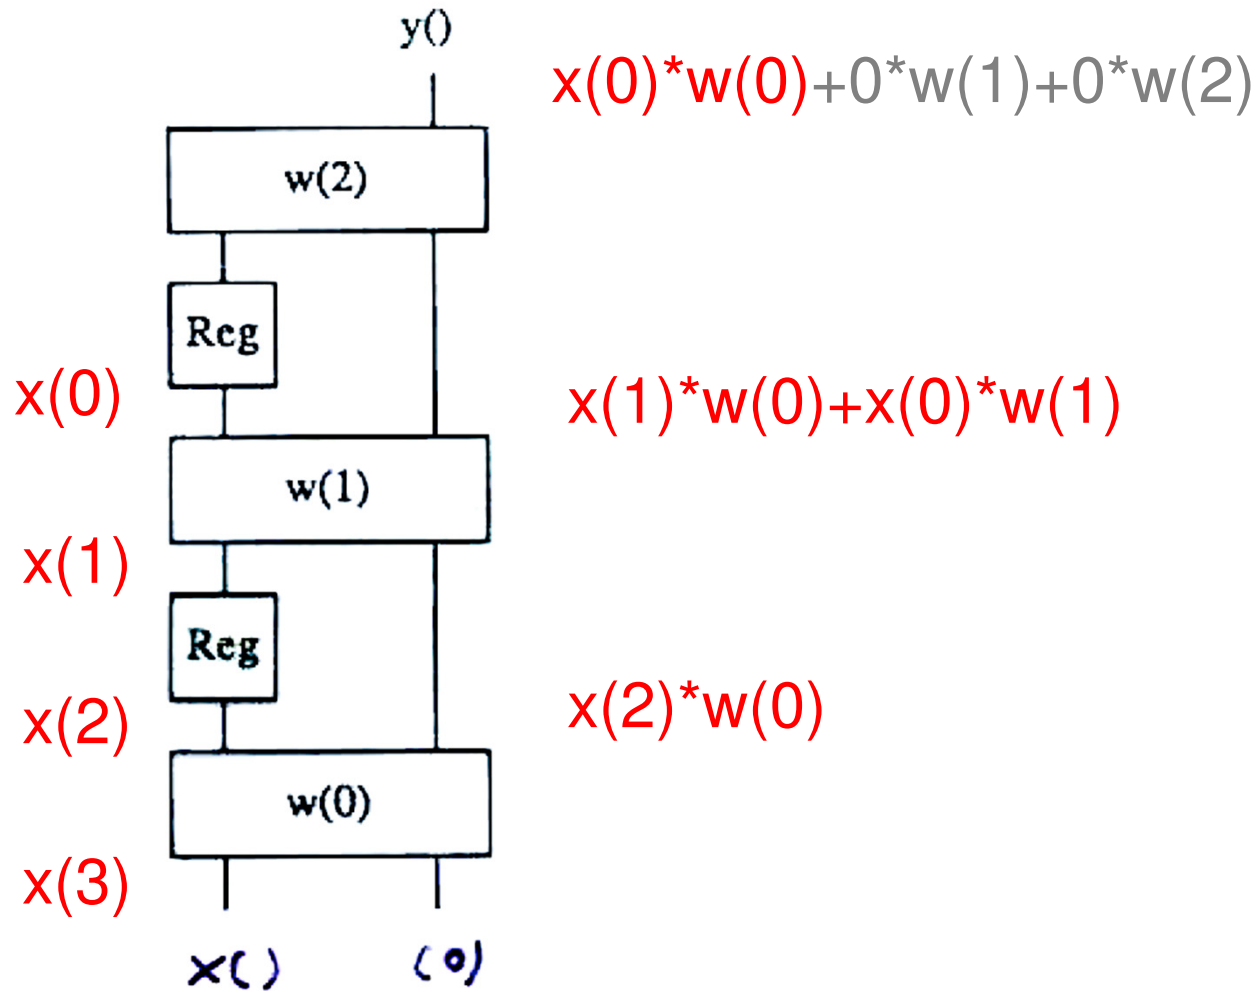 y()
x(0)*w(0)+0*w(1)+0*w(2)
w(2)
Reg
x(0)
x(1)*w(0)+x(0)*w(1)
w(1)
x(1)
Reg
x(2)
x(2)*w(0)
w(0)
x(3)
x() (0)